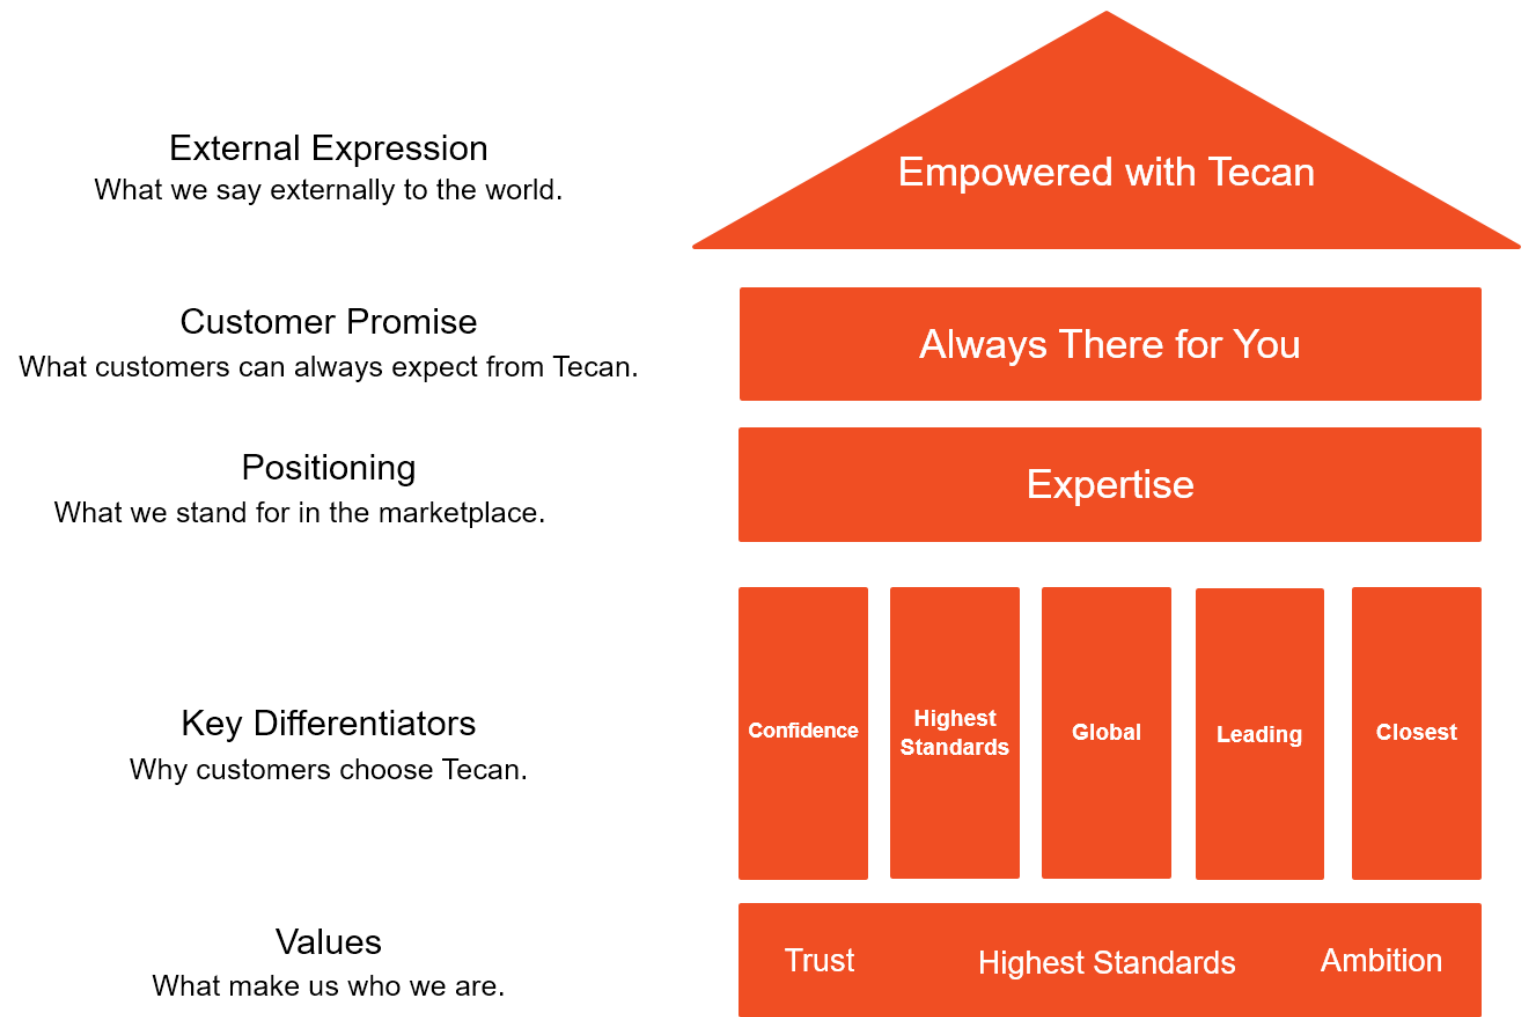 External Expression
What we say externally to the world.
Empowered with Tecan
Customer Promise
What customers can always expect from Tecan.
Always There for You
Positioning
What we stand for in the marketplace.
Expertise
Key Differentiators
Why customers choose Tecan.
Confidence
Highest
Standards
Global
Leading
Closest
Values
What make us who we are.
Trust
Highest Standards
Ambition